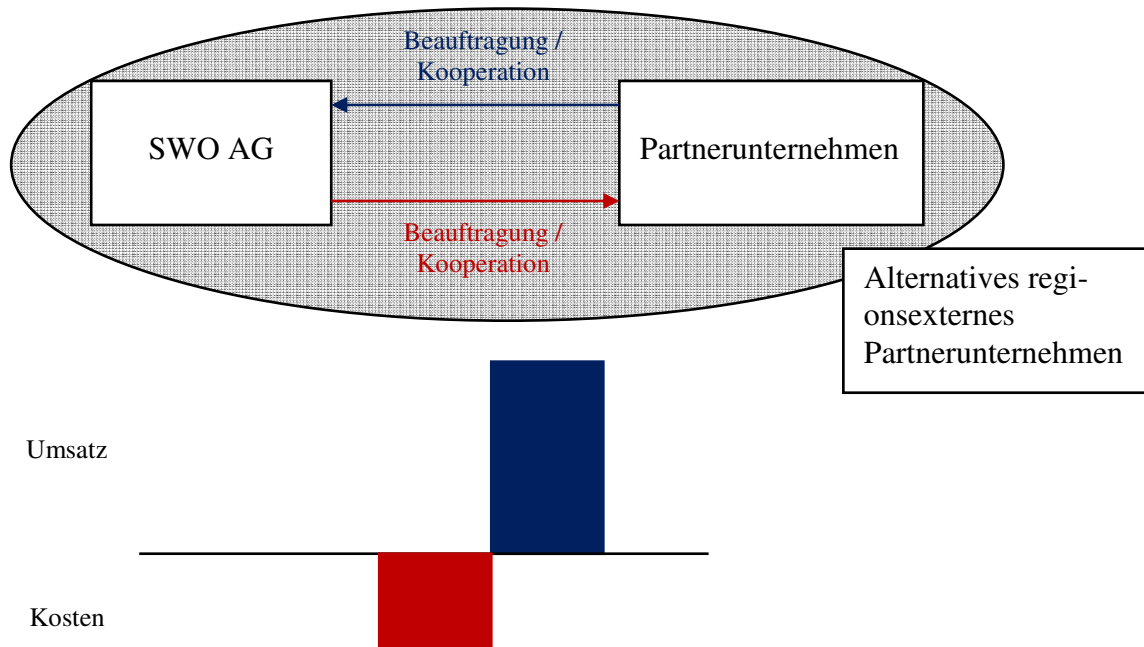 Beauftragung /
Kooperation
SWO AG
Partnerunternehmen
Beauftragung /
Kooperation
Alternatives regi-
onsexternes
Partnerunternehmen
Umsatz
Kosten